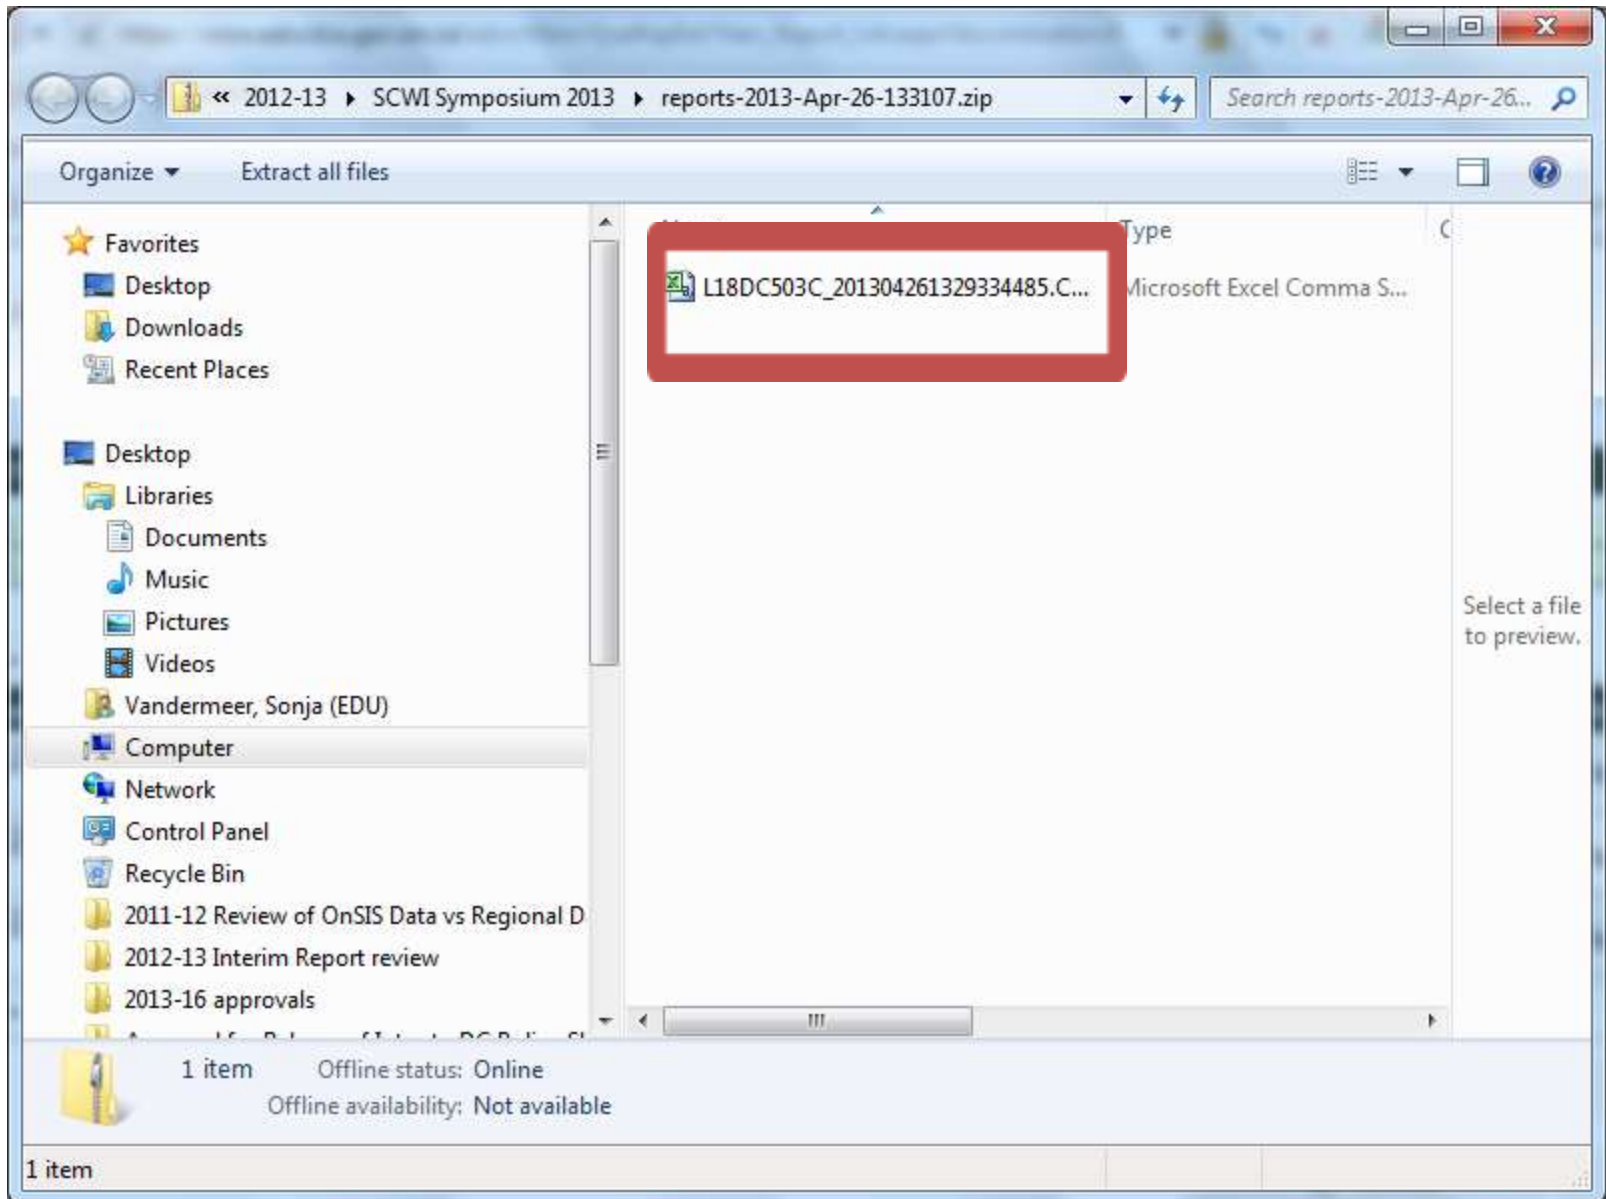 « 2012-13 ▸ SCWI Symposium 2013 ▸ reports-2013-Apr-26-133107.zip
Search reports-2013-Apr-26...
Organize Extract all files
Type
Favorites
Desktop
Downloads
Recent Places
Desktop
Libraries
Documents
Music
Pictures
Videos
Vandermeer, Sonja (EDU)
Computer
Network
Control Panel
Recycle Bin
2011-12 Review of OnSIS Data vs Regional D
2012-13 Interim Report review
2013-16 approvals
L18DC503C_201304261329334485.C... Microsoft Excel Comma S...
Select a file
to preview.
1 item Offline status: Online
Offline availability: Not available
1 item